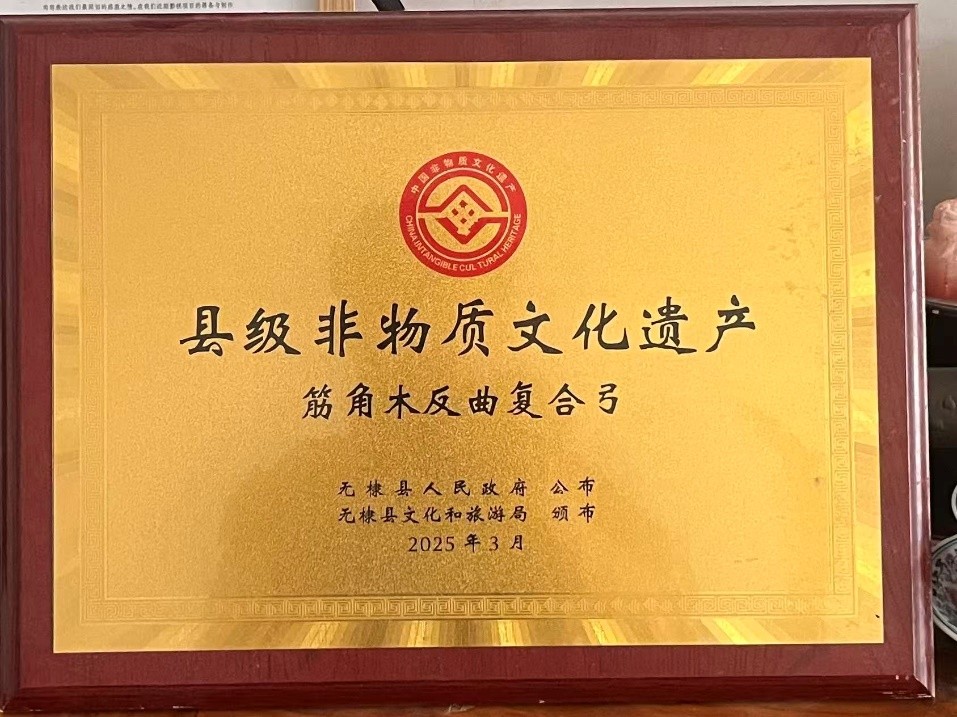 中国非物质文化遗产
CHINA INTANGIBLE CULTURAL HERITAGE
县级非物质文化遗产
筋角木反曲复合弓
无棣县人民政府 公布
无棣县文化和旅游局 颁布
2025年3月